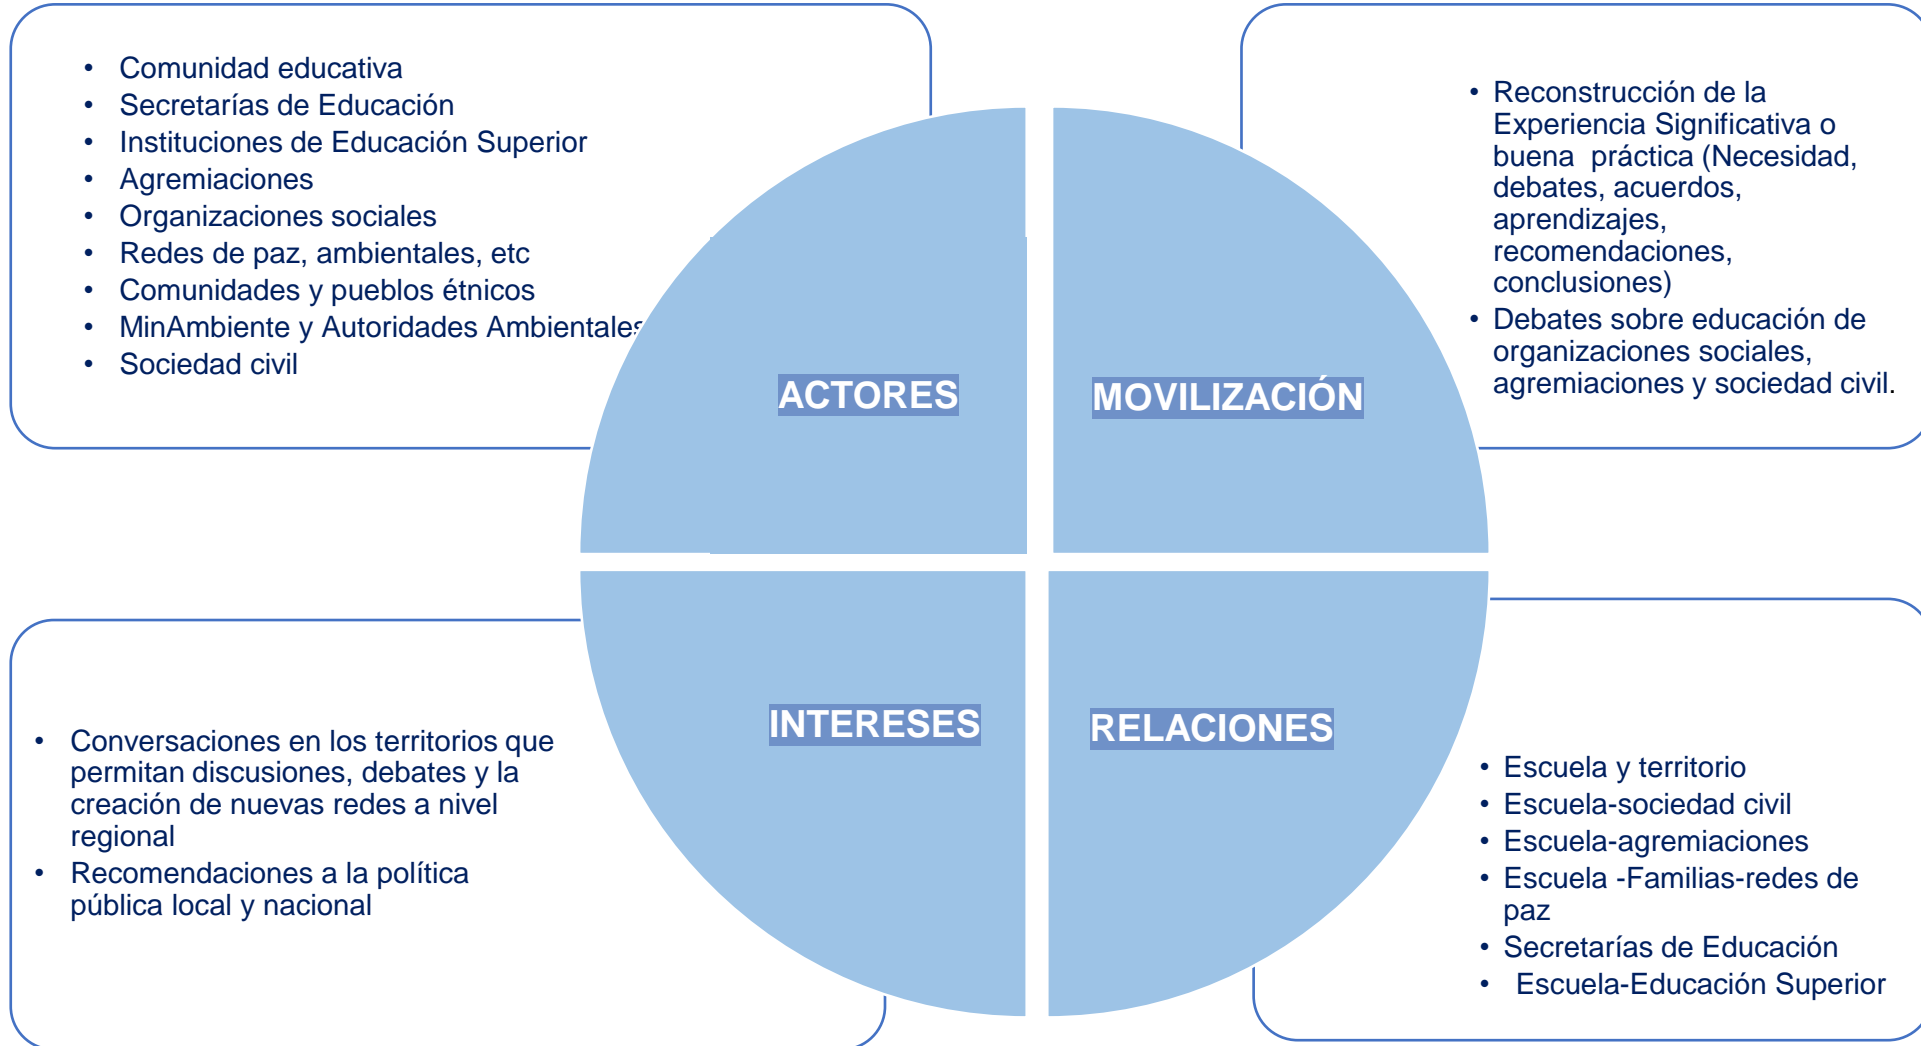 • Comunidad educativa
• Secretarías de Educación
• Instituciones de Educación Superior
• Agremiaciones
• Organizaciones sociales
• Redes de paz, ambientales, etc
• Comunidades y pueblos étnicos
• MinAmbiente y Autoridades Ambientales
• Sociedad civil
ACTORES
• Reconstrucción de la
Experiencia Significativa o
buena práctica (Necesidad,
debates, acuerdos,
aprendizajes,
recomendaciones,
conclusiones)
• Debates sobre educación de
organizaciones sociales,
agremiaciones y sociedad civil.
MOVILIZACIÓN
• Conversaciones en los territorios que
permitan discusiones, debates y la
creación de nuevas redes a nivel
regional
• Recomendaciones a la política
pública local y nacional
INTERESES
RELACIONES
• Escuela y territorio
• Escuela-sociedad civil
• Escuela-agremiaciones
• Escuela -Familias-redes de
paz
• Secretarías de Educación
• Escuela-Educación Superior